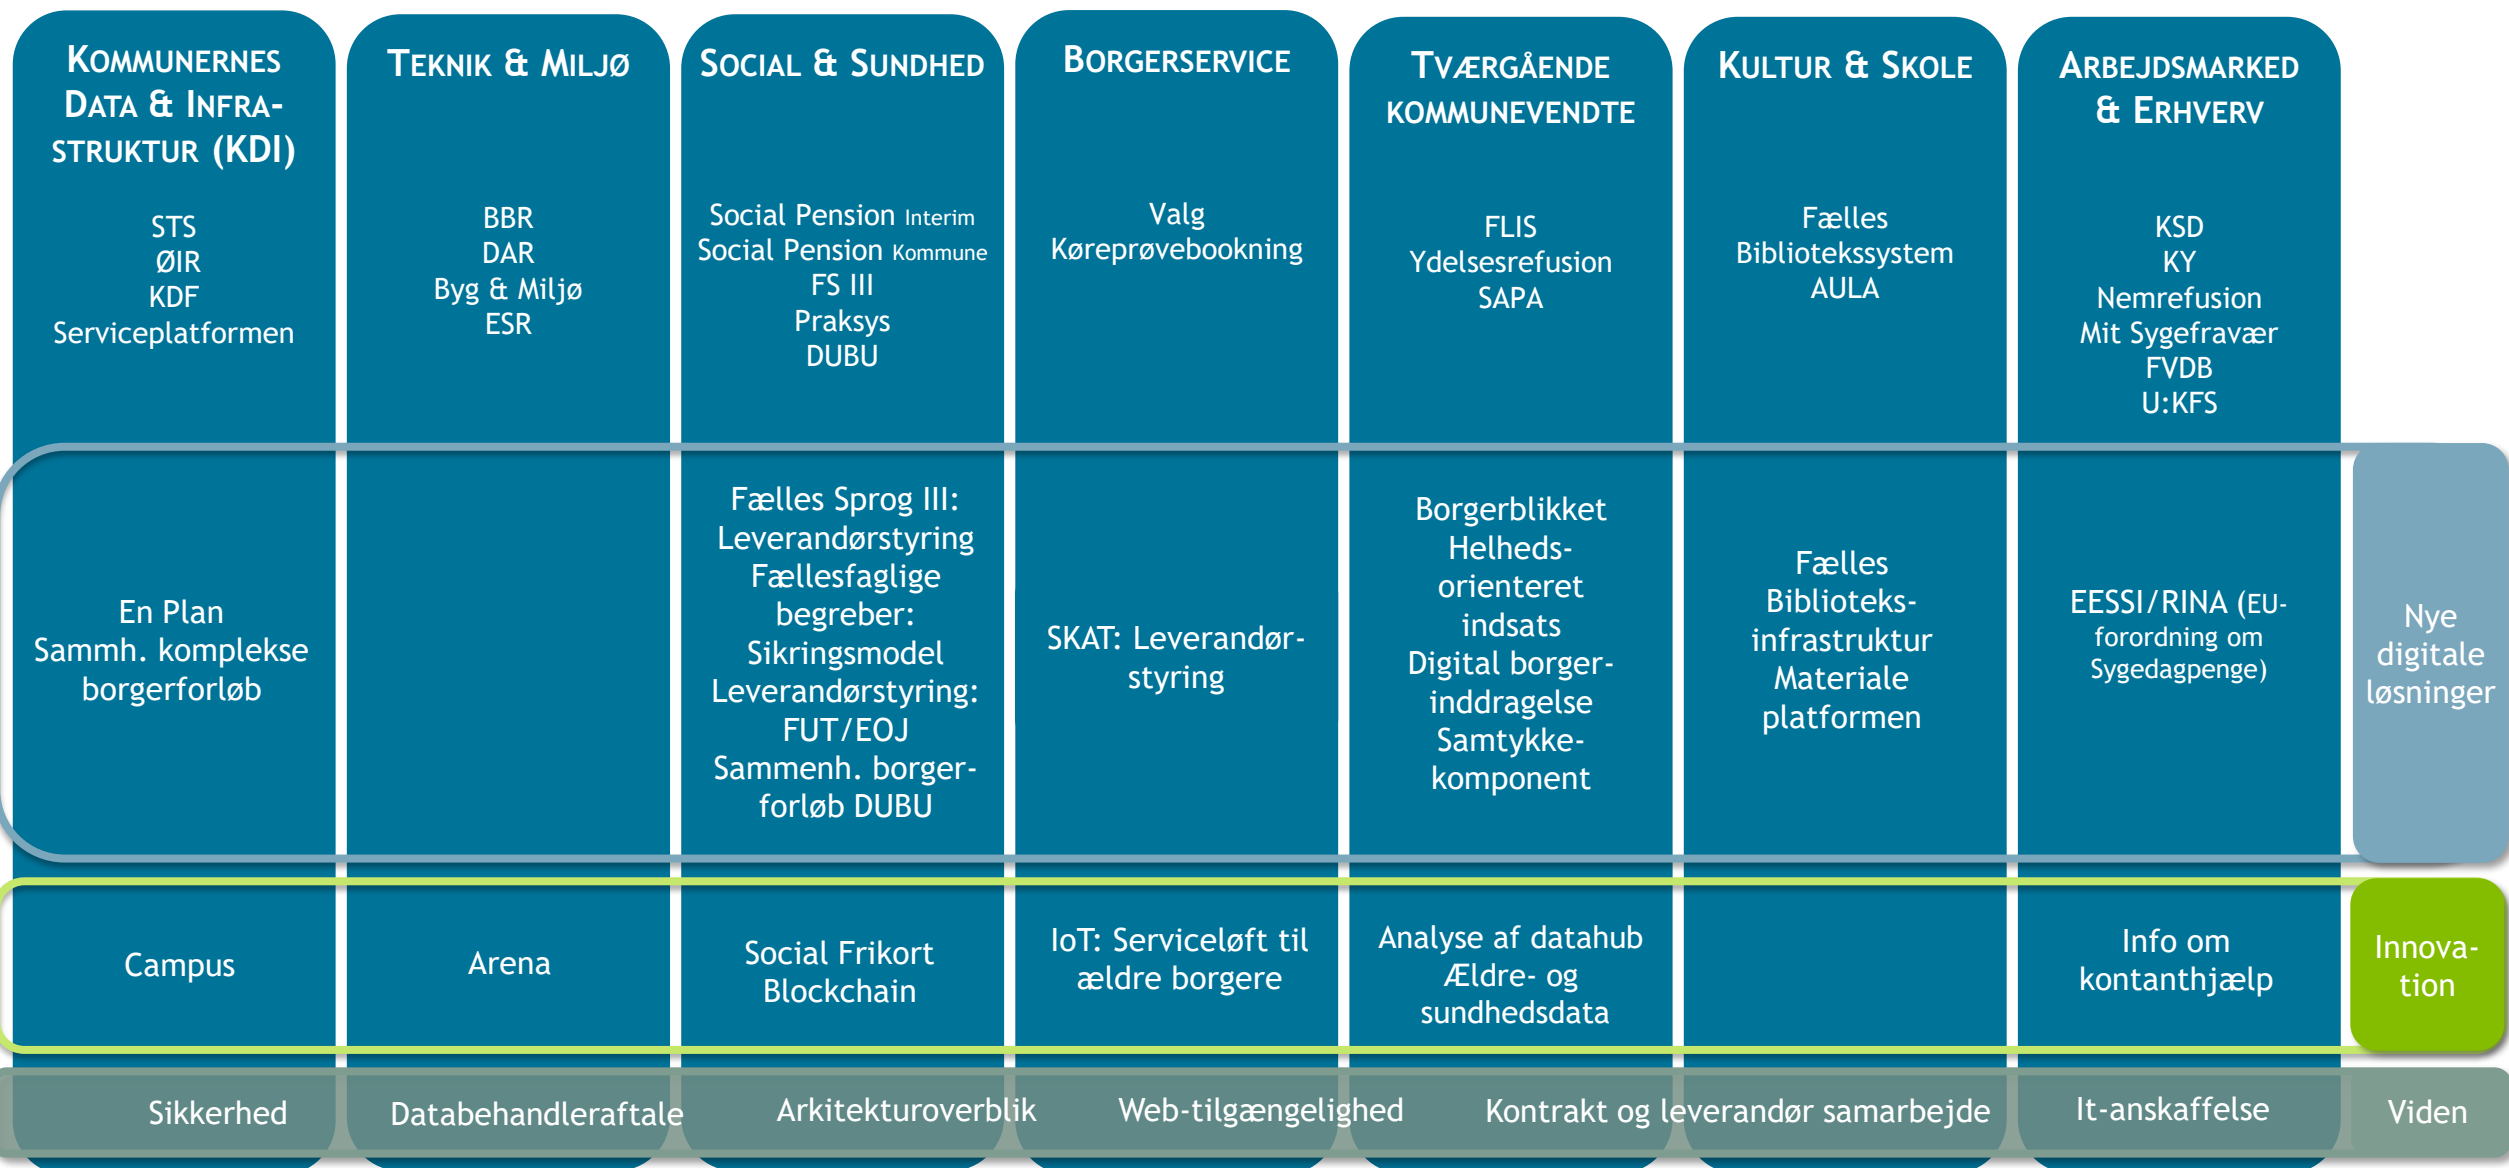 KOMMUNERNES
DATA & INFRA-
STRUKTUR (KDI)
STS
ØIR
KDF
Serviceplatformen
TEKNIK & MILJØ
BBR
DAR
Byg & Miljø
ESR
SOCIAL & SUNDHED
Social Pension Interim
Social Pension Kommune
FS III
Praksys
DUBU
BORGERSERVICE
Valg
Køreprøvebookning
TVÆRGÅENDE
KOMMUNEVENDTE
FLIS
Ydelsesrefusion
SAPA
KULTUR & SKOLE
Fælles
Bibliotekssystem
AULA
ARBEJDSMARKED
& ERHVERV
KSD
KY
Nemrefusion
Mit Sygefravær
FVDB
U:KFS
En Plan
Sammh. komplekse
borgerforløb
Fælles Sprog III:
Leverandørstyring
Fællesfaglige
begreber:
Sikringsmodel
Leverandørstyring:
FUT/EOJ
Sammenh. borger-
forløb DUBU
SKAT: Leverandør-
styring
Borgerblikket
Helheds-
orienteret
indsats
Digital borger-
inddragelse
Samtykke-
komponent
Fælles
Biblioteks-
infrastruktur
Materiale
platformen
EESSI/RINA (EU-
forordning om
Sygedagpenge)
Nye
digitale
løsninger
Campus
Arena
Social Frikort
Blockchain
IoT: Serviceløft til
ældre borgere
Analyse af datahub
Ældre- og
sundhedsdata
Info om
kontanthjælp
Innova-
tion
Sikkerhed
Databehandleraftale
Arkitekturoverblik
Web-tilgængelighed
Kontrakt og leverandør samarbejde
It-anskaffelse
Viden